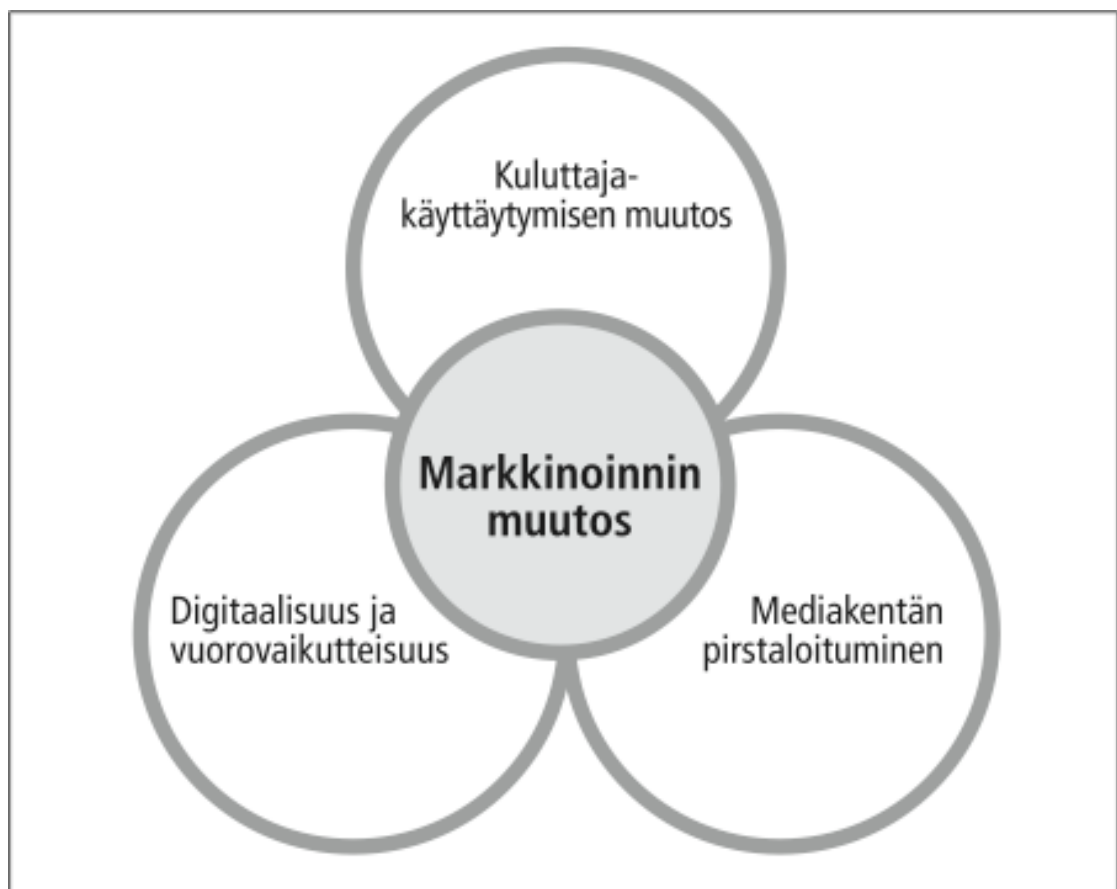 Kuluttaja-
käyttäytymisen muutos
Markkinoinnin
muutos
Digitaalisuus ja
vuorovaikutteisuus
Mediakentän
pirstaloituminen